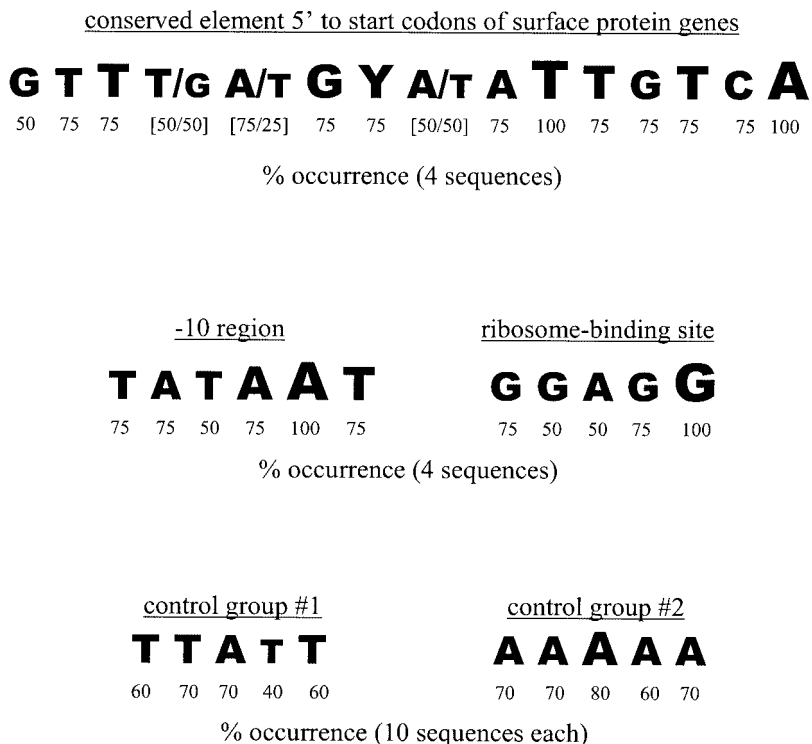 conserved element 5' to start codons of surface protein genes
G T T T/G A/T G Y A/T A T T G T C A
50 75 75 [50/50] [75/25] 75 75 [50/50] 75 100 75 75 75 75 100
% occurrence (4 sequences)
-10 region ribosome-binding site
T A T A A T G G A G G
75 75 50 75 100 75 75 50 50 75 100
% occurrence (4 sequences)
control group #1 control group #2
T T A T T A A A A A
60 70 70 40 60 70 70 80 60 70
% occurrence (10 sequences each)